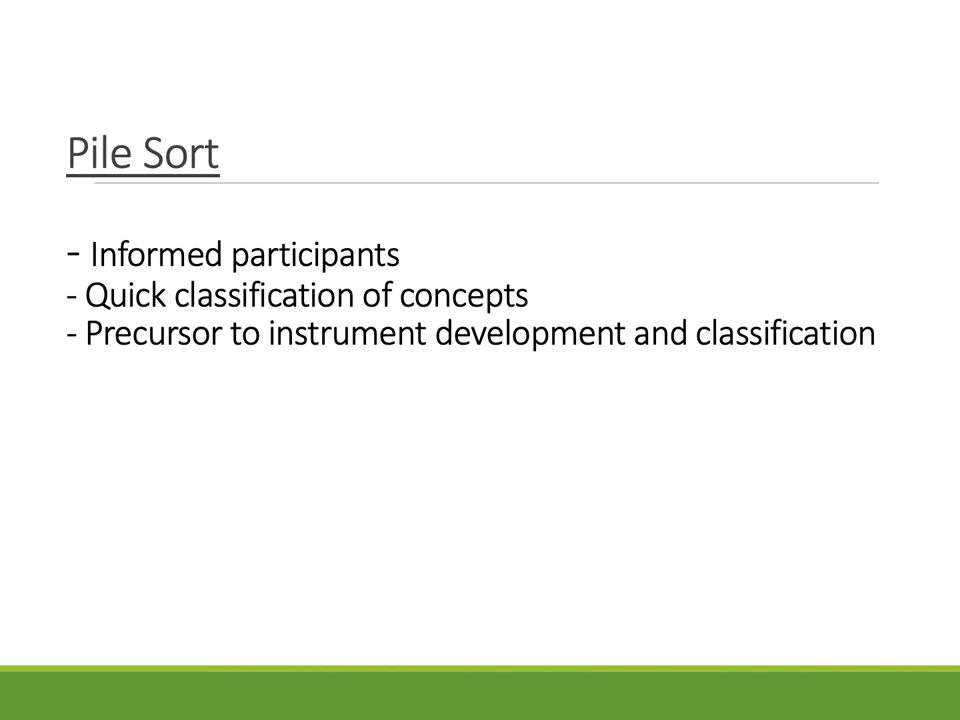 Pile Sort
- Informed participants
- Quick classification of concepts
- Precursor to instrument development and classification